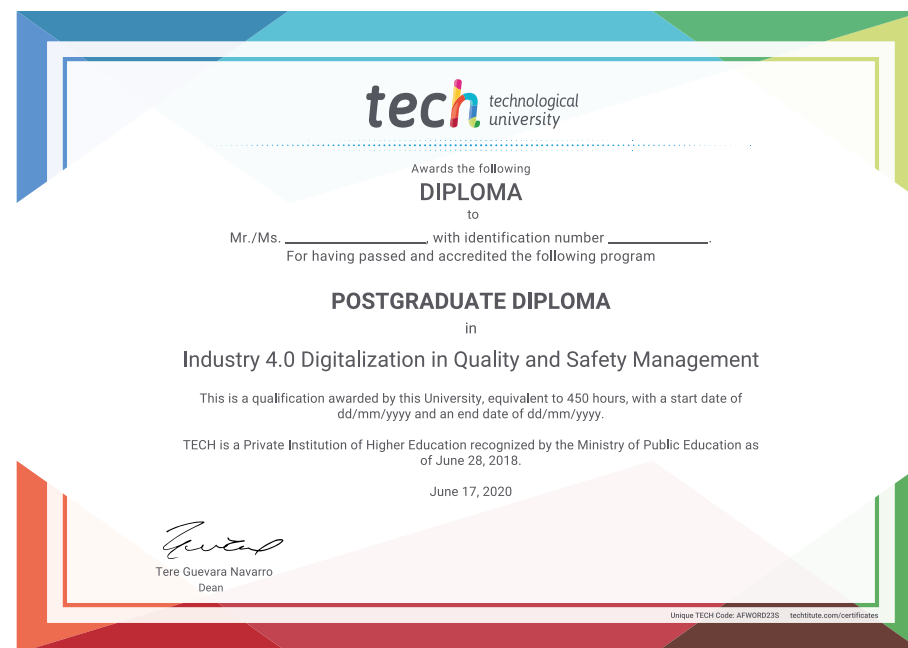 tech technological
university
Awards the following
DIPLOMA
to
Mr./Ms. ____________, with identification number ____________.
For having passed and accredited the following program
POSTGRADUATE DIPLOMA
in
Industry 4.0 Digitalization in Quality and Safety Management
This is a qualification awarded by this University, equivalent to 450 hours, with a start date of
dd/mm/yyyy and an end date of dd/mm/yyyy.
TECH is a Private Institution of Higher Education recognized by the Ministry of Public Education as
of June 28, 2018.
June 17, 2020
Tere Guevara Navarro
Dean
Unique TECH Code: AFWORD23S techtitute.com/certificates